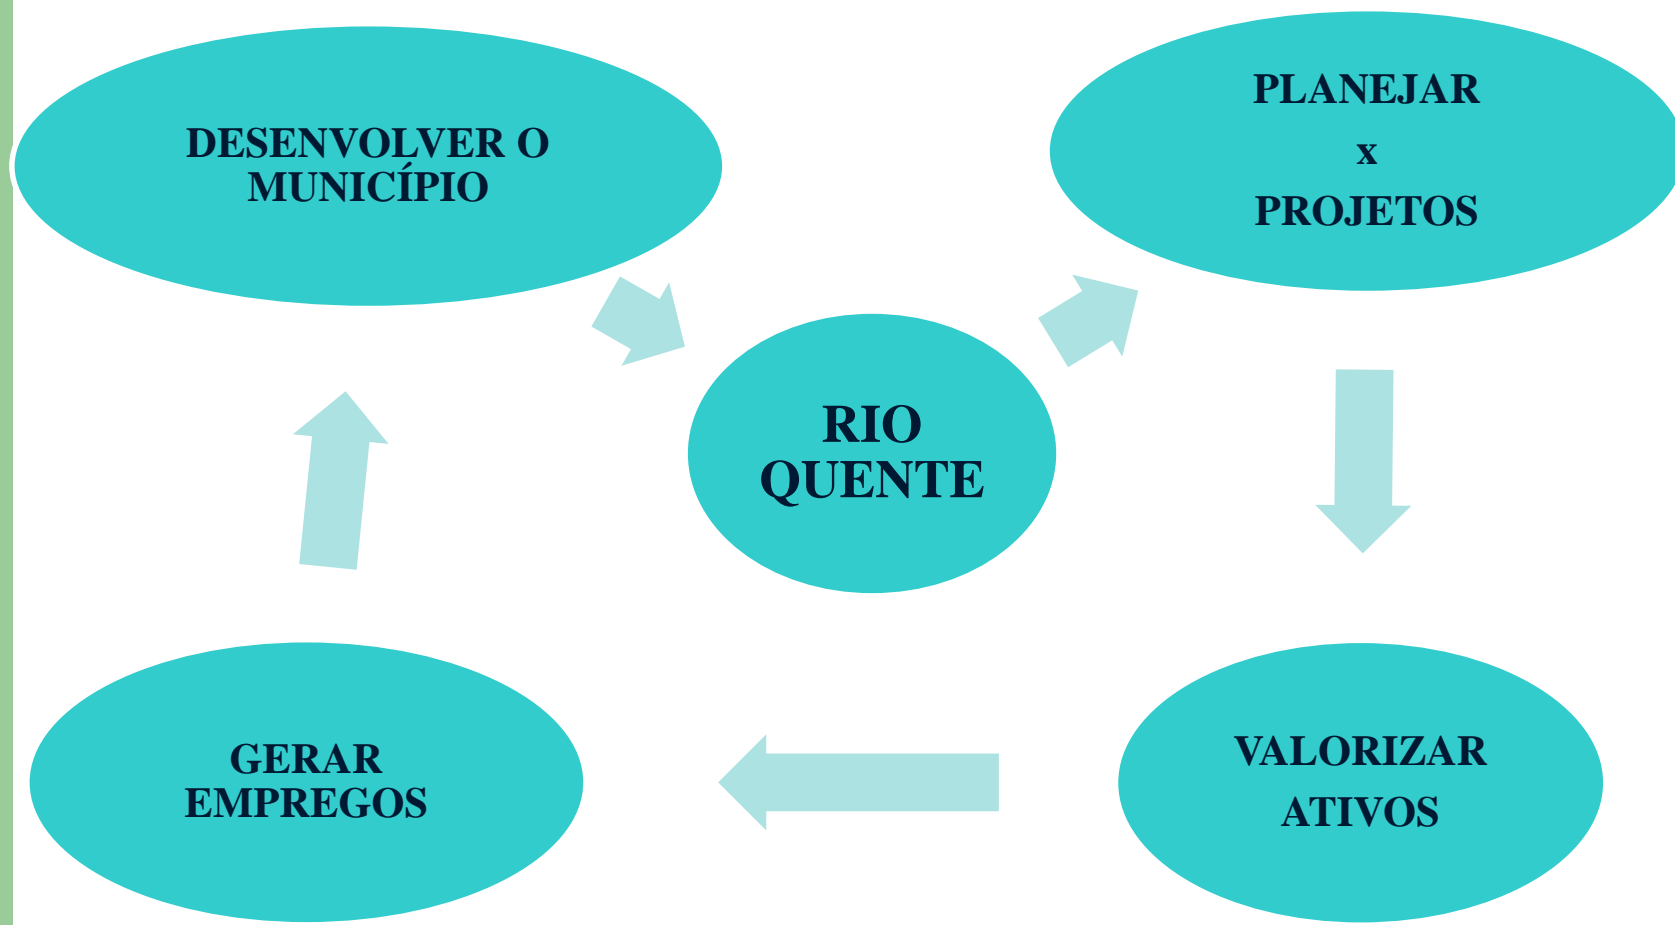 DESENVOLVER O
MUNICÍPIO
PLANEJAR
x
PROJETOS
RIO
QUENTE
GERAR
EMPREGOS
VALORIZAR
ATIVOS